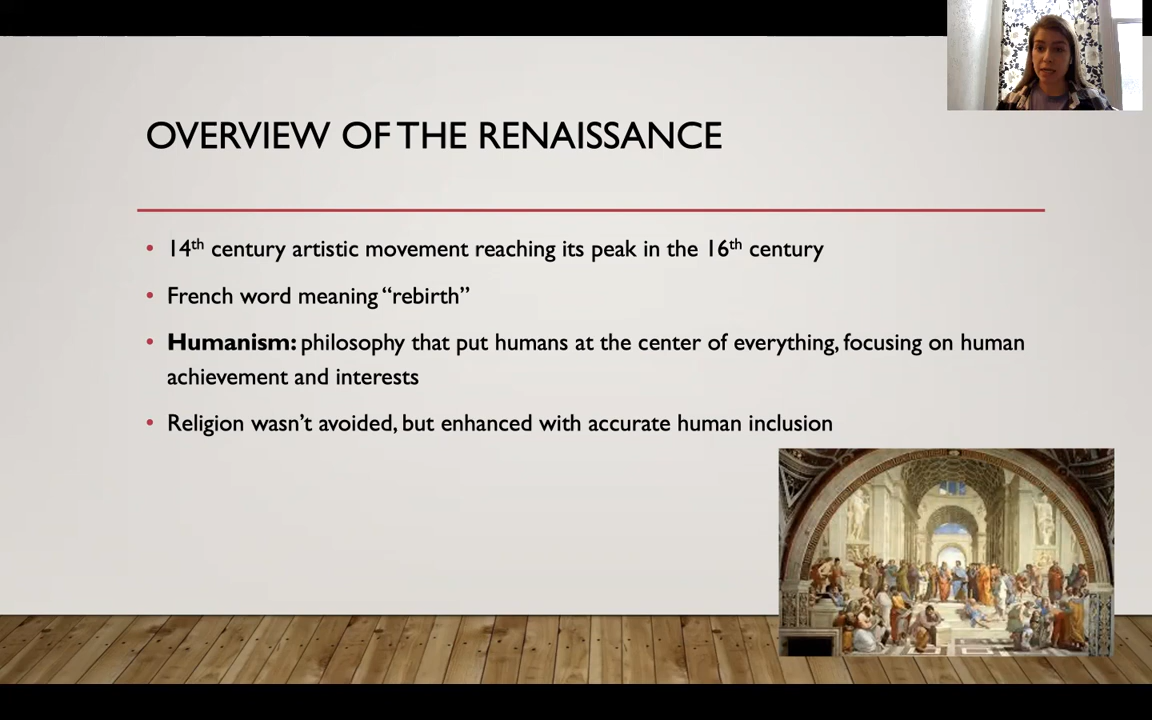 OVERVIEW OF THE RENAISSANCE
• 14th century artistic movement reaching its peak in the 16th century
• French word meaning “rebirth”
• Humanism: philosophy that put humans at the center of everything, focusing on human
achievement and interests
• Religion wasn’t avoided, but enhanced with accurate human inclusion